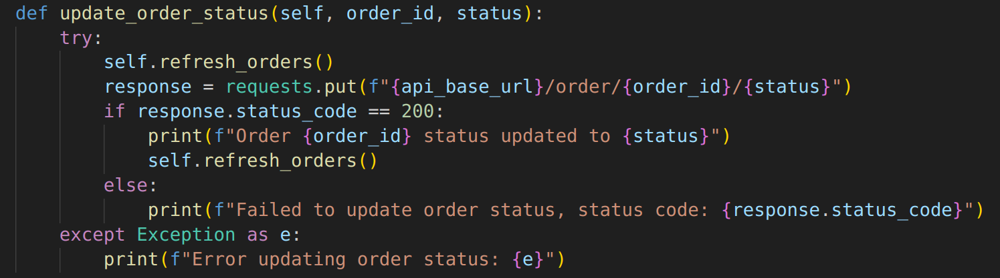 def update_order_status(self, order_id, status):
    try:
        self.refresh_orders()
        response = requests.put(f"{api_base_url}/order/{order_id}/{status}")
        if response.status_code == 200:
            print(f"Order {order_id} status updated to {status}")
            self.refresh_orders()
        else:
            print(f"Failed to update order status, status code: {response.status_code}")
    except Exception as e:
        print(f"Error updating order status: {e}")